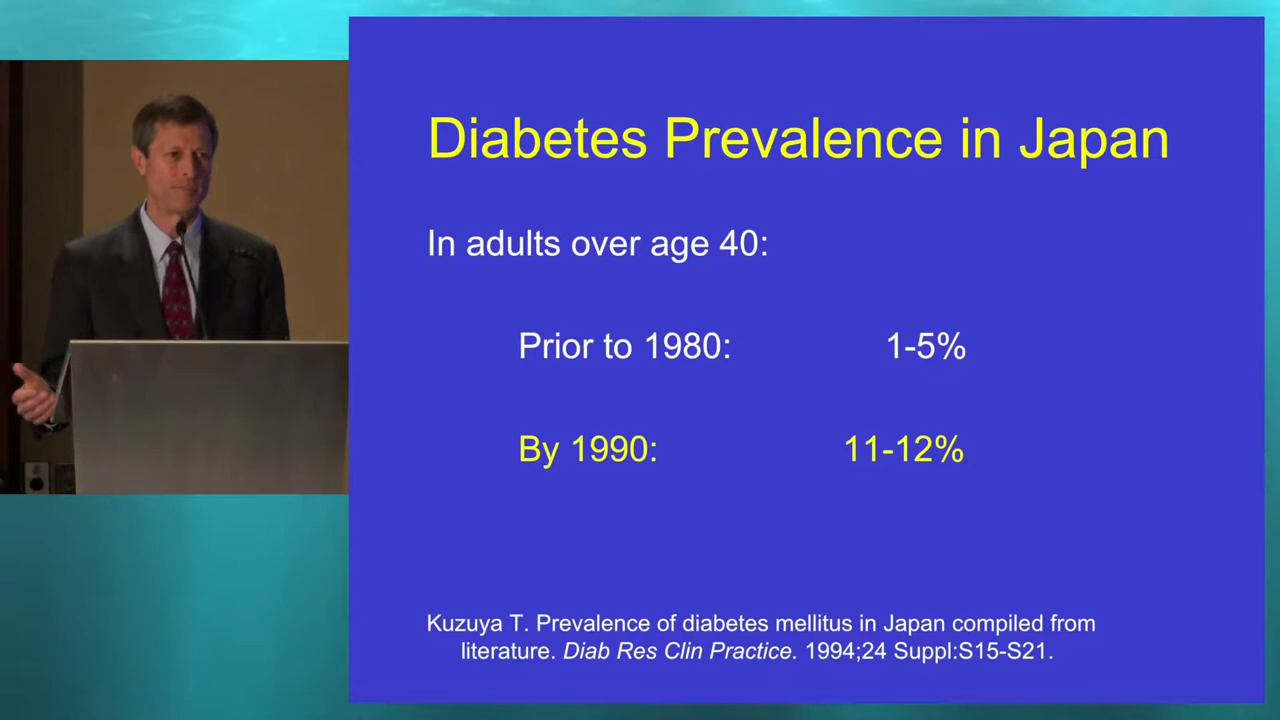 Diabetes Prevalence in Japan
In adults over age 40:
Prior to 1980: 1-5%
By 1990: 11-12%
Kuzuya T. Prevalence of diabetes mellitus in Japan compiled from
literature. Diab Res Clin Practice. 1994;24 Suppl:S15-S21.